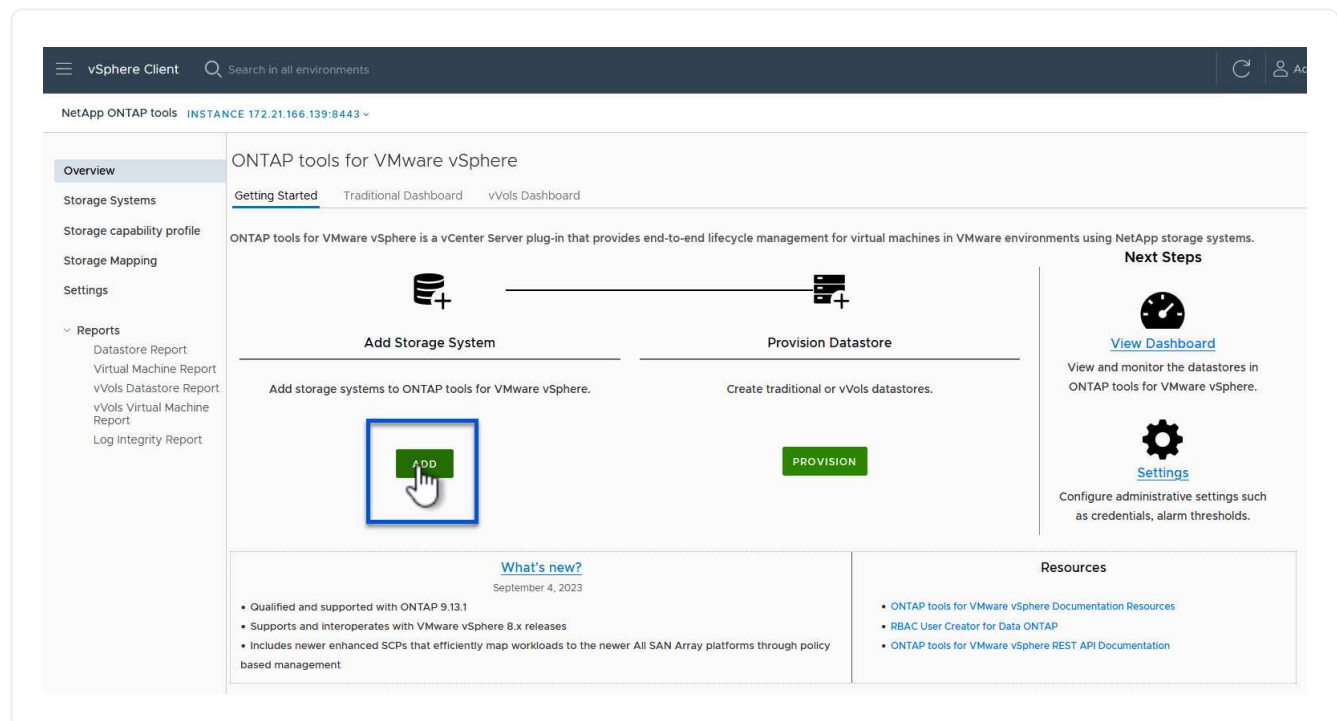 vSphere Client
Search in all environments
NetApp ONTAP tools INSTANCE 172.21.166.139:8443
Overview
Storage Systems
Storage capability profile
Storage Mapping
Settings
Reports
Datastore Report
Virtual Machine Report
vVols Datastore Report
vVols Virtual Machine
Report
Log Integrity Report
ONTAP tools for VMware vSphere
Getting Started Traditional Dashboard vVols Dashboard
ONTAP tools for VMware vSphere is a vCenter Server plug-in that provides end-to-end lifecycle management for virtual machines in VMware environments using NetApp storage systems.
Add Storage System
Add storage systems to ONTAP tools for VMware vSphere.
ADD
Provision Datastore
Create traditional or vVols datastores.
PROVISION
Next Steps
View Dashboard
View and monitor the datastores in
ONTAP tools for VMware vSphere.
Settings
Configure administrative settings such
as credentials, alarm thresholds.
What's new?
September 4, 2023
• Qualified and supported with ONTAP 9.13.1
• Supports and interoperates with VMware vSphere 8.x releases
• Includes newer enhanced SCPs that efficiently map workloads to the newer All SAN Array platforms through policy
based management
Resources
• ONTAP tools for VMware vSphere Documentation Resources
• RBAC User Creator for Data ONTAP
• ONTAP tools for VMware vSphere REST API Documentation